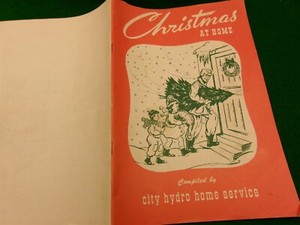 Christmas
AT HOME
Compiled by
city hydro home service